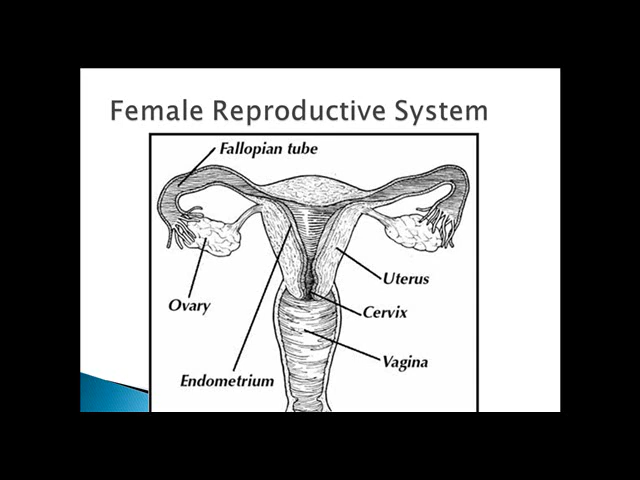 Female Reproductive System
Fallopian tube
Uterus
Ovary
Cervix
Vagina
Endometrium